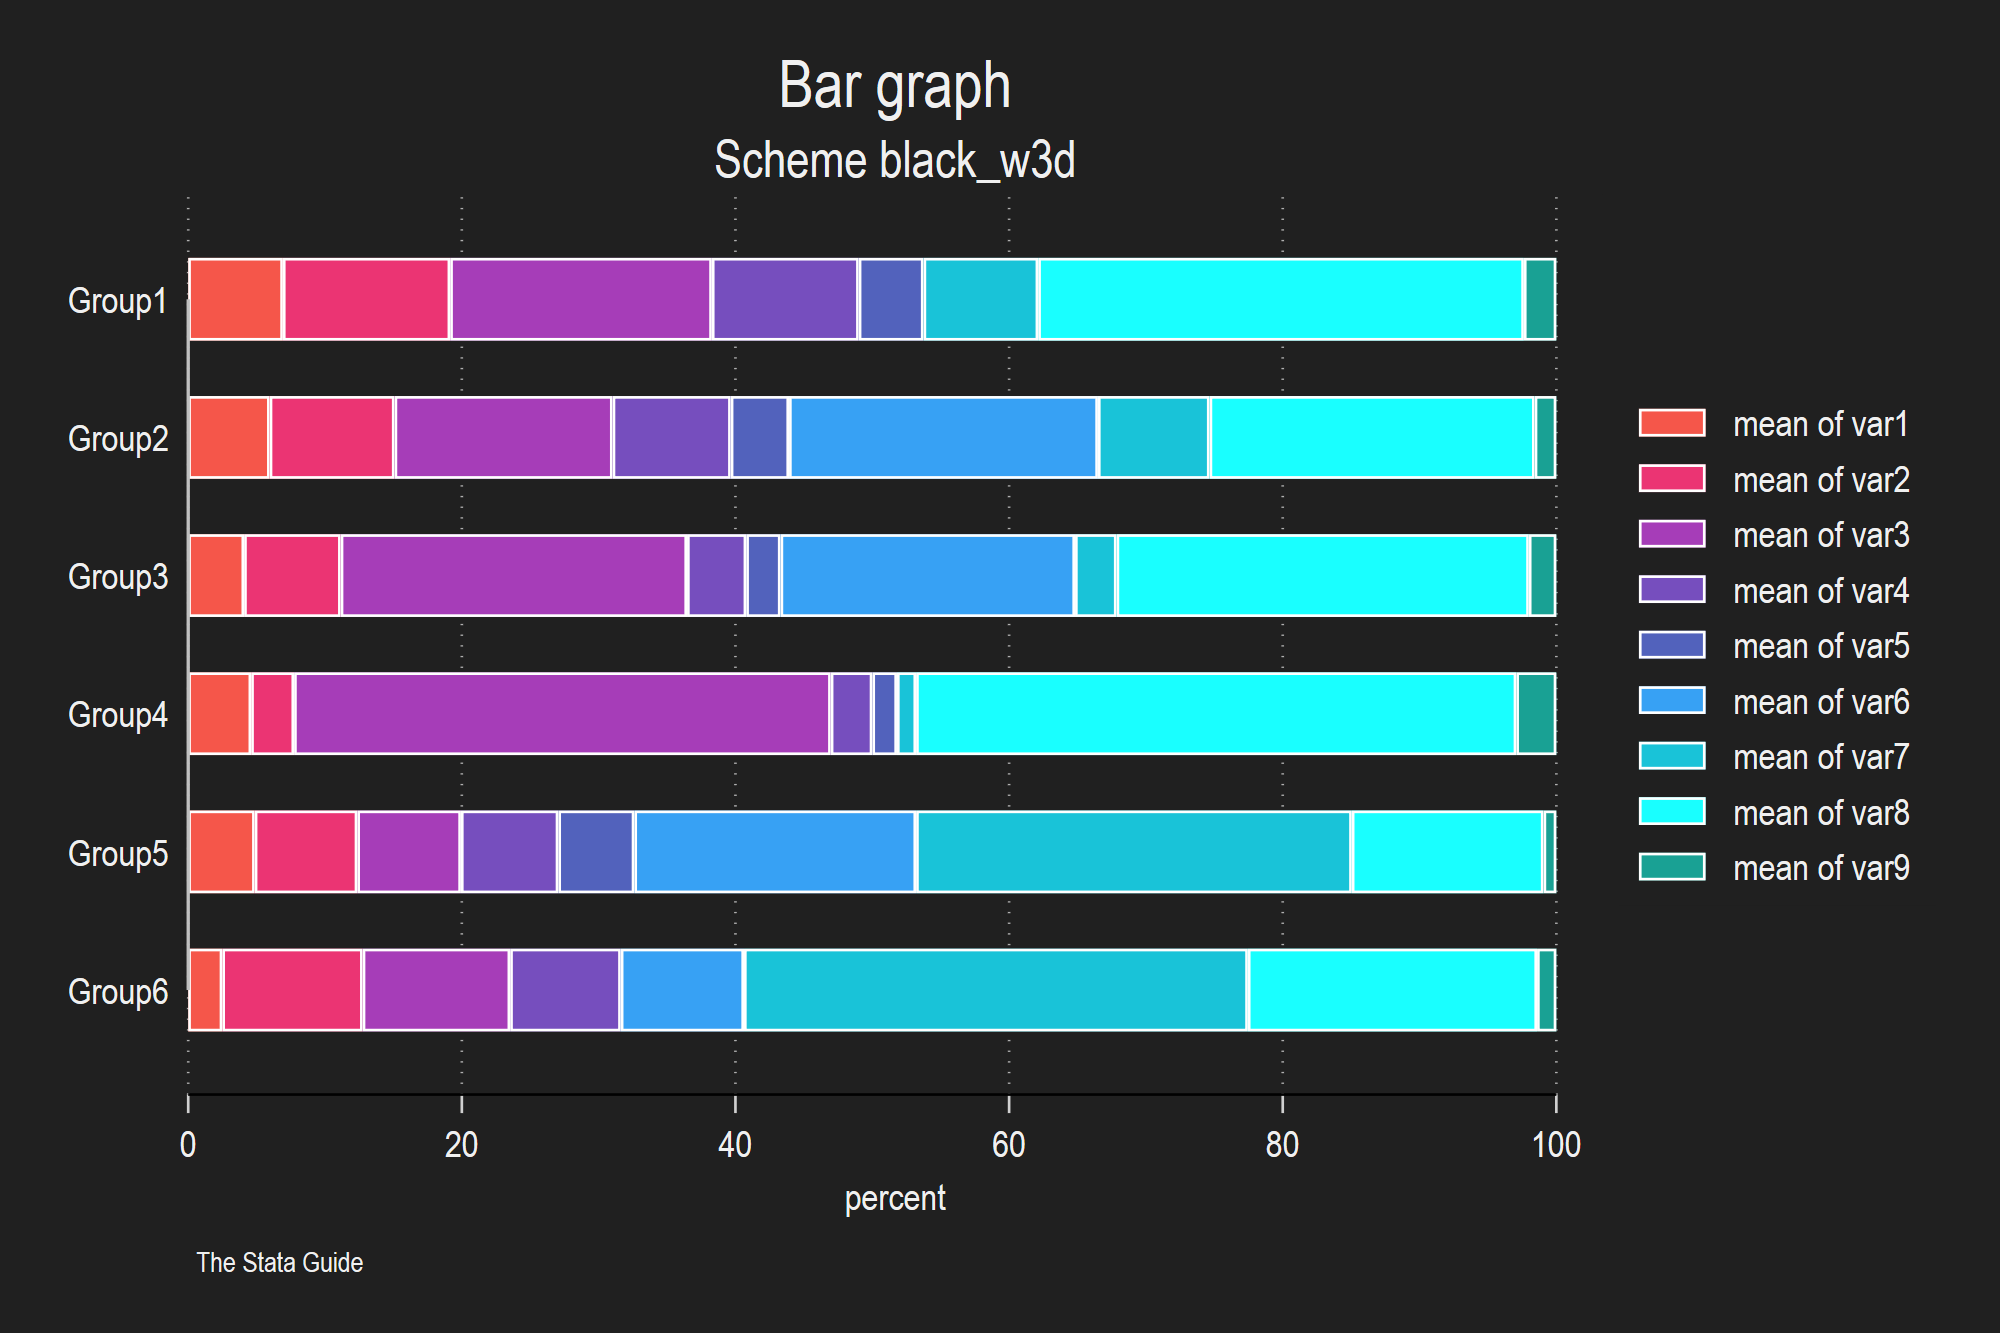 Bar graph
Scheme black_w3d
Group1
Group2
Group3
Group4
Group5
Group6
0 20 40 60 80 100
percent
mean of var1
mean of var2
mean of var3
mean of var4
mean of var5
mean of var6
mean of var7
mean of var8
mean of var9
The Stata Guide